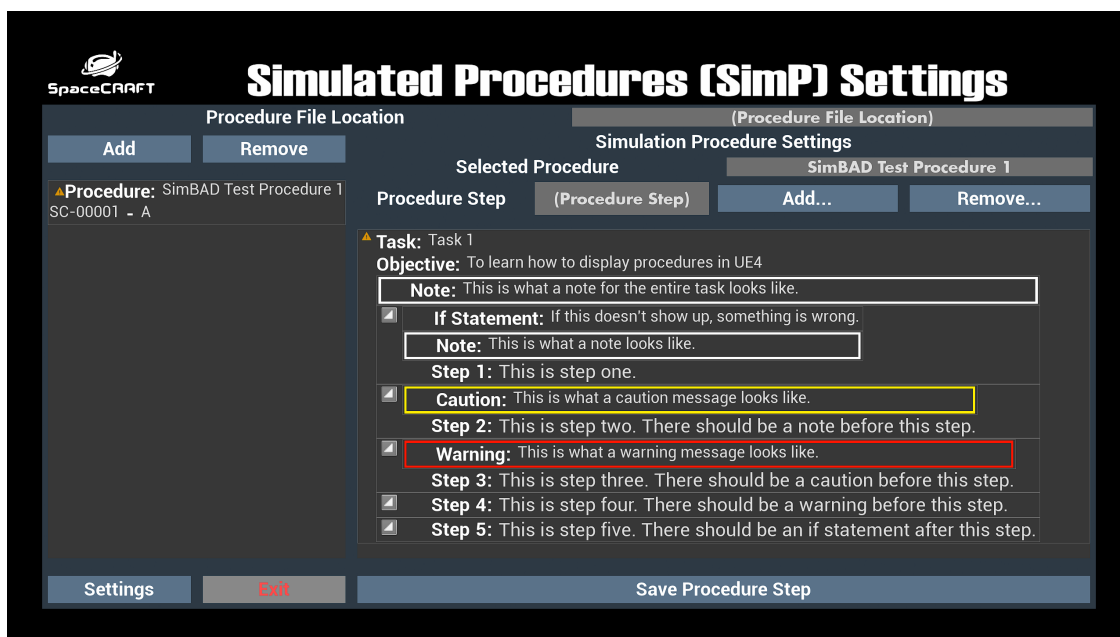 SpaceCRAFT
Simulated Procedures (SimP) Settings
Procedure File Location
(Procedure File Location)
Add
Remove
Simulation Procedure Settings
Selected Procedure
SimBAD Test Procedure 1
Procedure: SimBAD Test Procedure 1
SC-00001 - A
Procedure Step
(Procedure Step)
Add...
Remove...
Task: Task 1
Objective: To learn how to display procedures in UE4
Note: This is what a note for the entire task looks like.
If Statement: If this doesn't show up, something is wrong.
Note: This is what a note looks like.
Step 1: This is step one.
Caution: This is what a caution message looks like.
Step 2: This is step two. There should be a note before this step.
Warning: This is what a warning message looks like.
Step 3: This is step three. There should be a caution before this step.
Step 4: This is step four. There should be a warning before this step.
Step 5: This is step five. There should be an if statement after this step.
Settings
Exit
Save Procedure Step